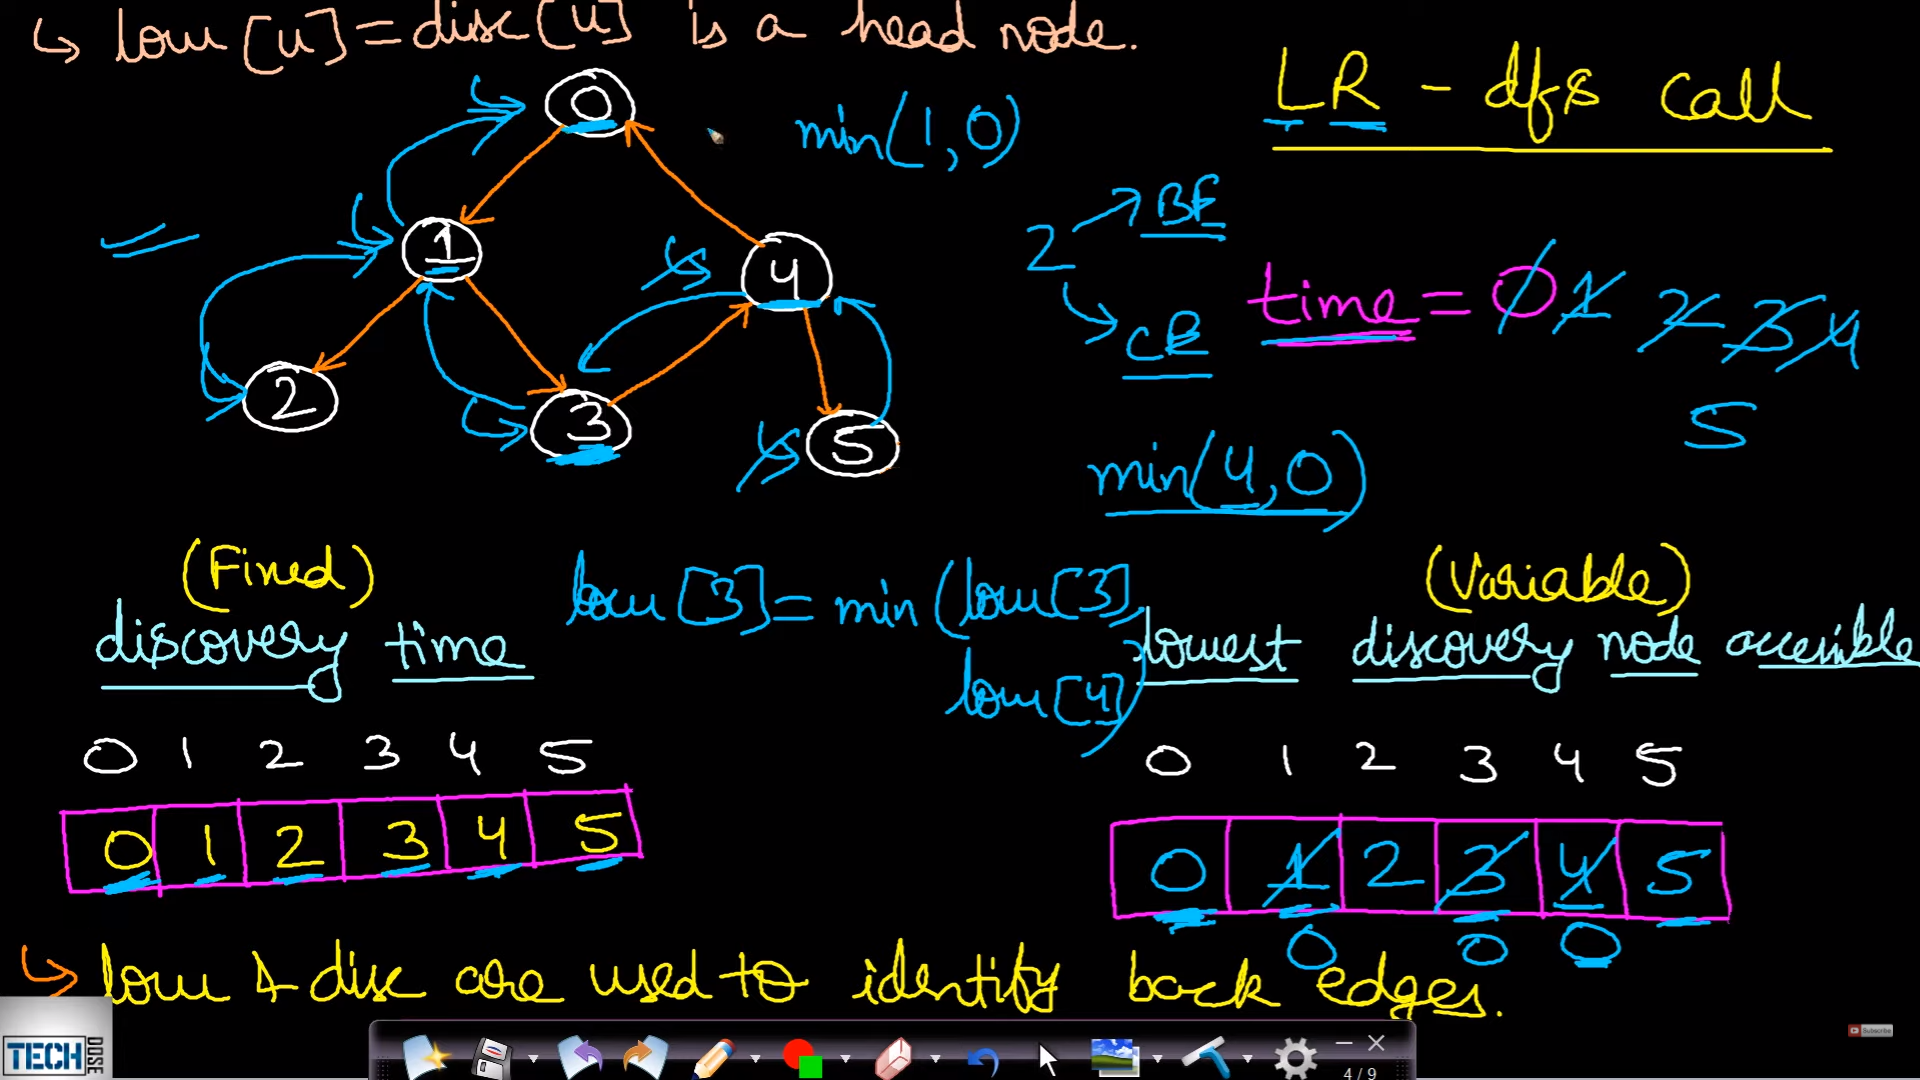 ↳ low[u]=disc[u] is a head node.
LR - dfs call
0
min(1,0)
2 → BE
→ CE
1
4
time = 0 1 2 3 4
5
2
3
5
min(4,0)
(Fixed)
discovery time
low[3]=min(low[3],
low[4])
(Variable)
lowest discovery node accessible
0 1 2 3 4 5
0 1 2 3 4 5
0 1 2 3 4 5
0 1 2 3 4 5
0 0 0
↳ low & disc are used to identify back edges.
TECH DOSE
Subscribe
4/9